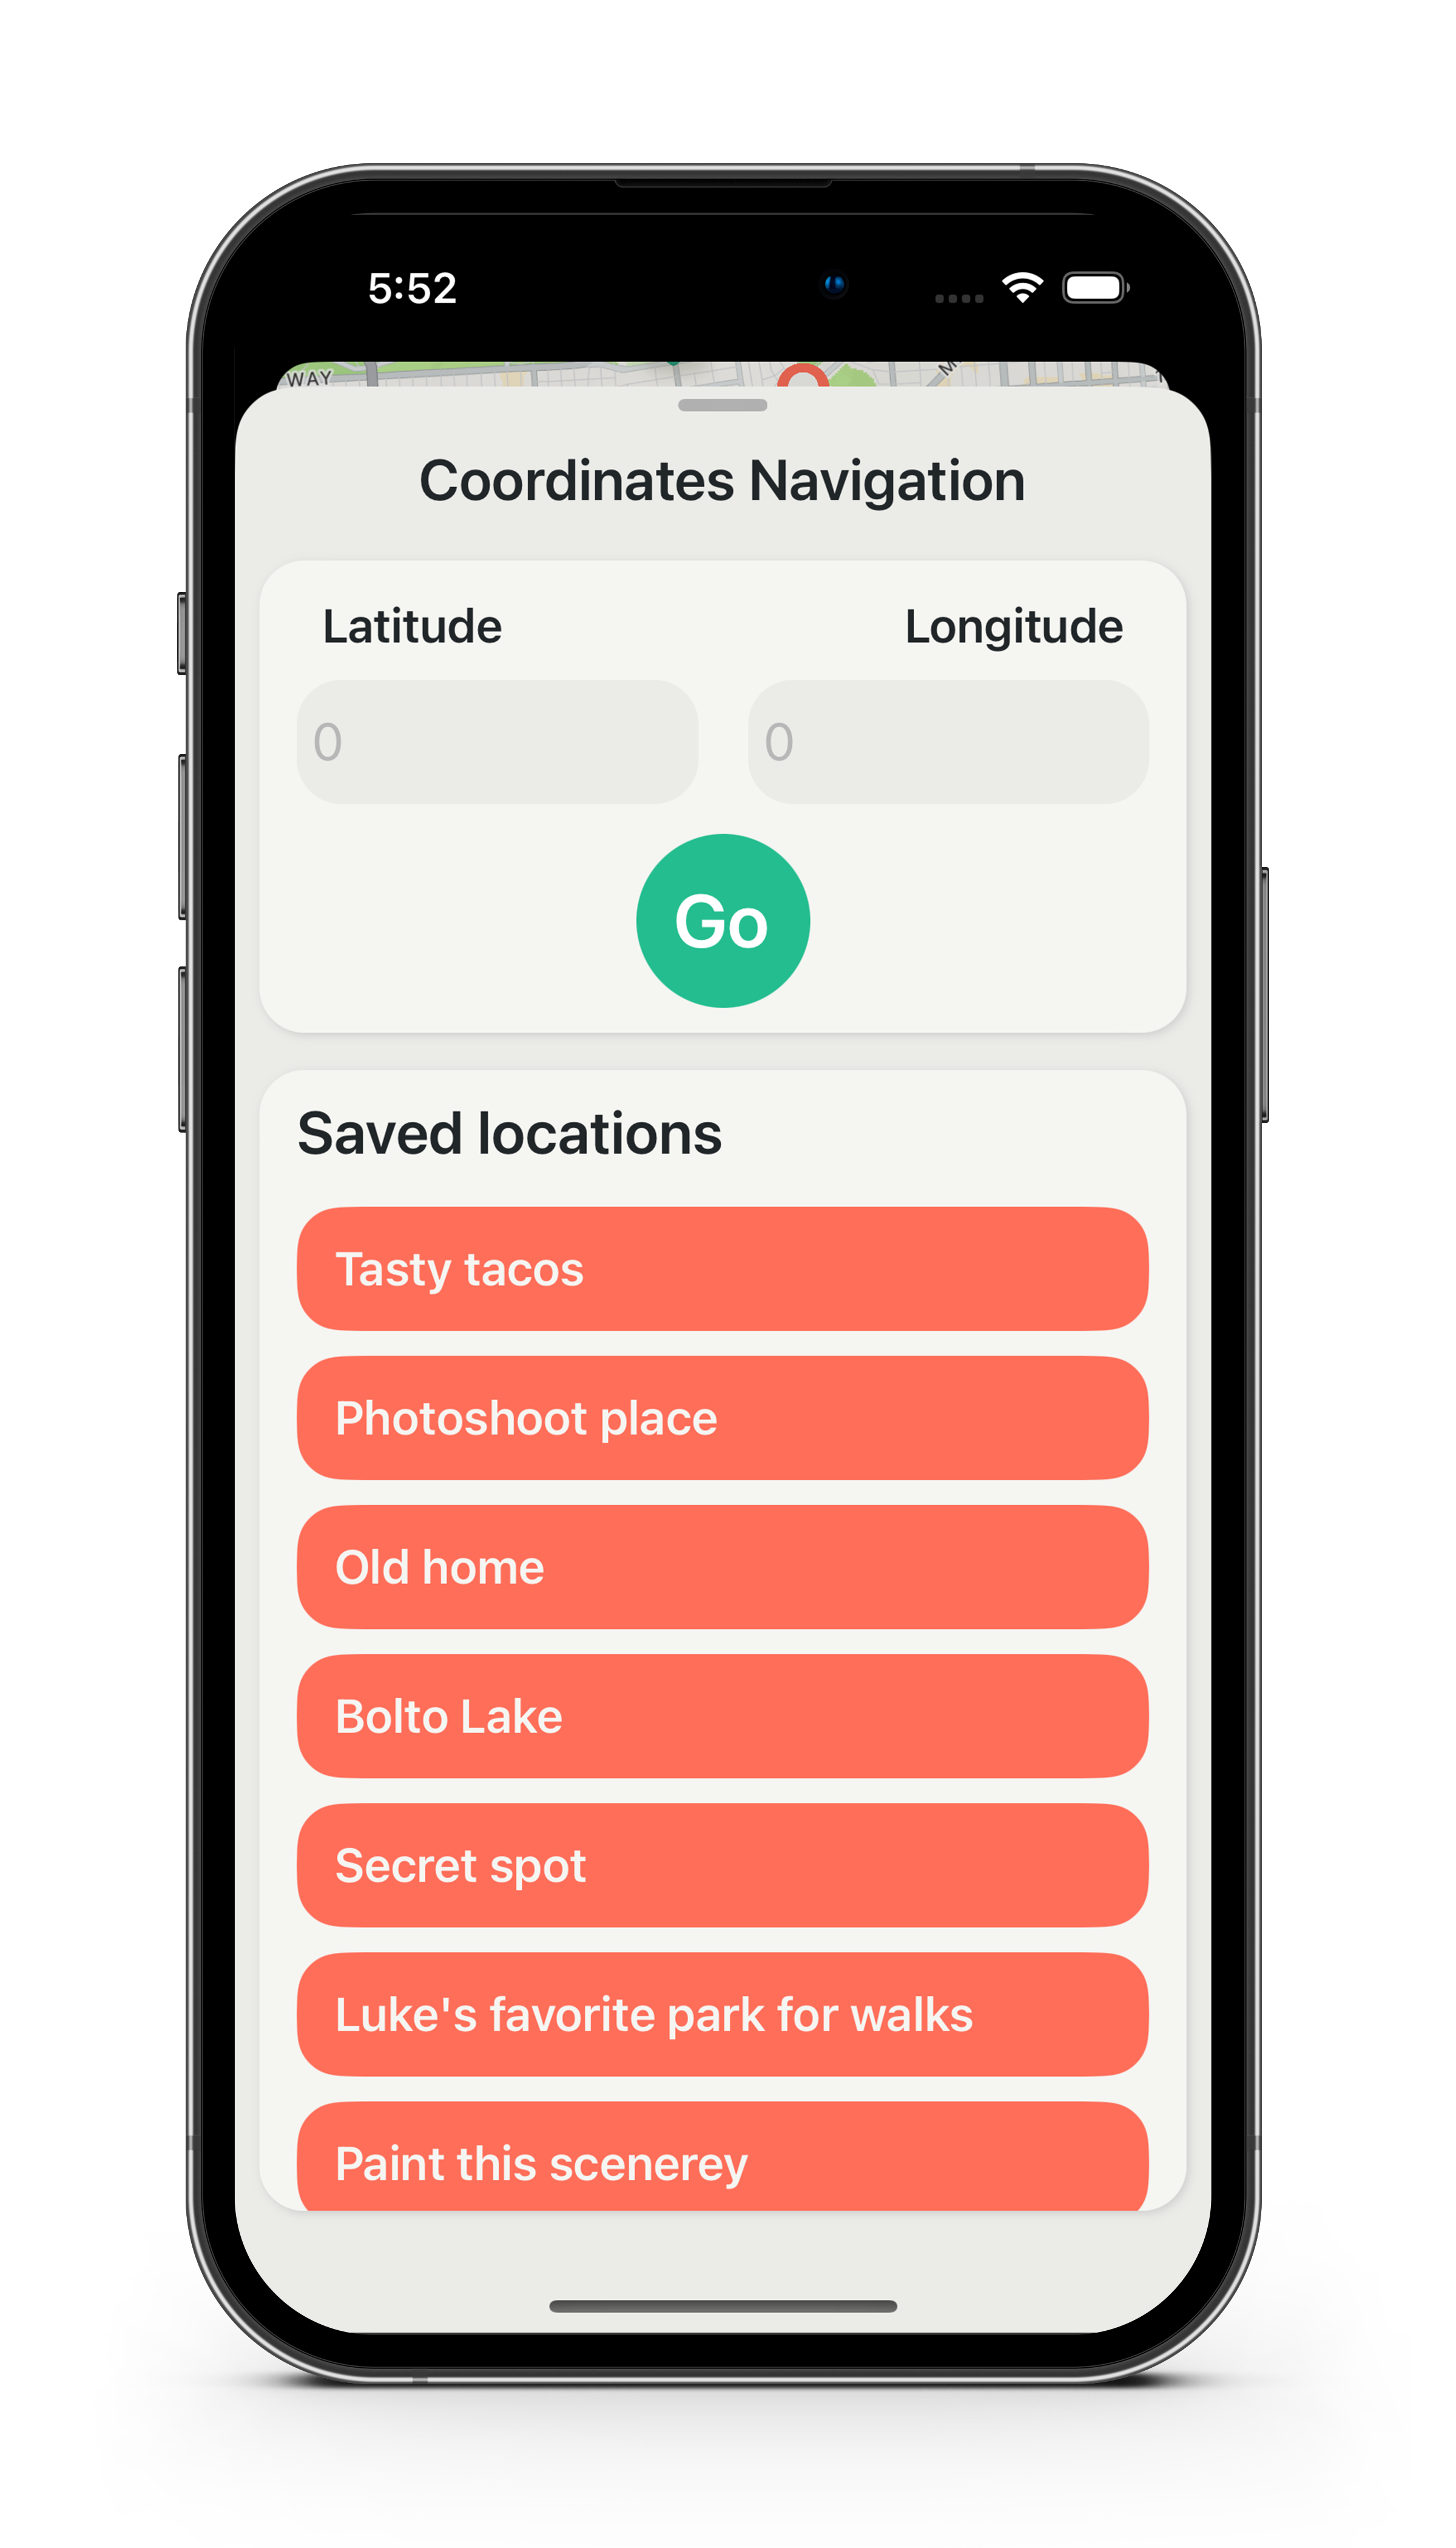 5:52
WAY
M
Coordinates Navigation
Latitude
Longitude
0
0
Go
Saved locations
Tasty tacos
Photoshoot place
Old home
Bolto Lake
Secret spot
Luke's favorite park for walks
Paint this scenerey